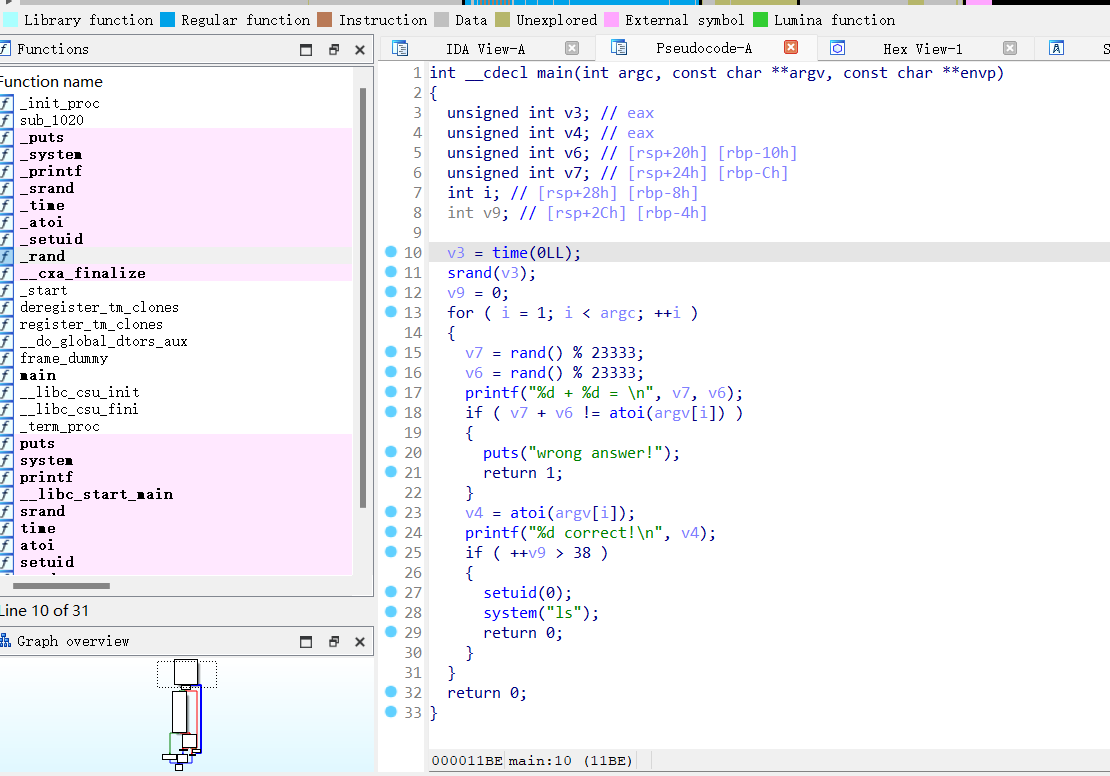 Library function Regular function Instruction Data Unexplored External symbol Lumina function
Functions
IDA View-A Pseudocode-A Hex View-1
Function name
_init_proc
sub_1020
_puts
_system
_printf
_srand
_time
_atoi
_setuid
_rand
__cxa_finalize
_start
deregister_tm_clones
register_tm_clones
__do_global_dtors_aux
frame_dummy
main
__libc_csu_init
__libc_csu_fini
_term_proc
puts
system
printf
__libc_start_main
srand
time
atoi
setuid
Line 10 of 31
Graph overview
1 int __cdecl main(int argc, const char **argv, const char **envp)
2 {
3   unsigned int v3; // eax
4   unsigned int v4; // eax
5   unsigned int v6; // [rsp+20h] [rbp-10h]
6   unsigned int v7; // [rsp+24h] [rbp-Ch]
7   int i; // [rsp+28h] [rbp-8h]
8   int v9; // [rsp+2Ch] [rbp-4h]
9
10   v3 = time(0LL);
11   srand(v3);
12   v9 = 0;
13   for ( i = 1; i < argc; ++i )
14   {
15     v7 = rand() % 23333;
16     v6 = rand() % 23333;
17     printf("%d + %d = \n", v7, v6);
18     if ( v7 + v6 != atoi(argv[i]) )
19     {
20       puts("wrong answer!");
21       return 1;
22     }
23     v4 = atoi(argv[i]);
24     printf("%d correct!\n", v4);
25     if ( ++v9 > 38 )
26     {
27       setuid(0);
28       system("ls");
29       return 0;
30     }
31   }
32   return 0;
33 }
000011BE main:10 (11BE)